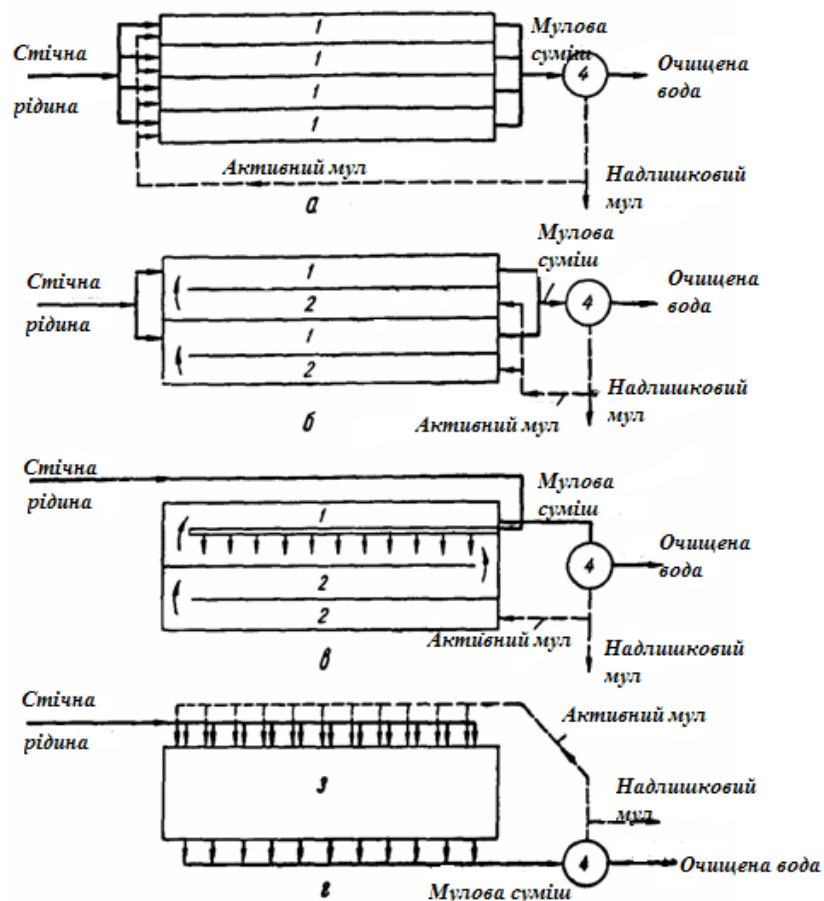 Стічна
рідина
1
1
1
1
Мулова
суміш
4
Очищена
вода
Активний мул
Надлишковий
мул
а
Стічна
рідина
1
2
1
2
Мулова
суміш
4
Очищена
вода
Активний мул
Надлишковий
мул
б
Стічна
рідина
1
2
2
Мулова
суміш
4
Очищена
вода
Активний мул
Надлишковий
мул
в
Стічна
рідина
3
Активний мул
Надлишковий
мул
4
Очищена вода
Мулова суміш
г